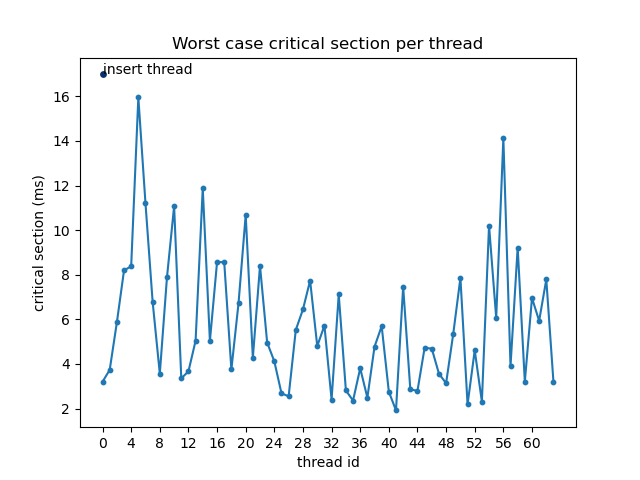 Worst case critical section per thread
insert thread
critical section (ms)
16
14
12
10
8
6
4
2
0 4 8 12 16 20 24 28 32 36 40 44 48 52 56 60
thread id